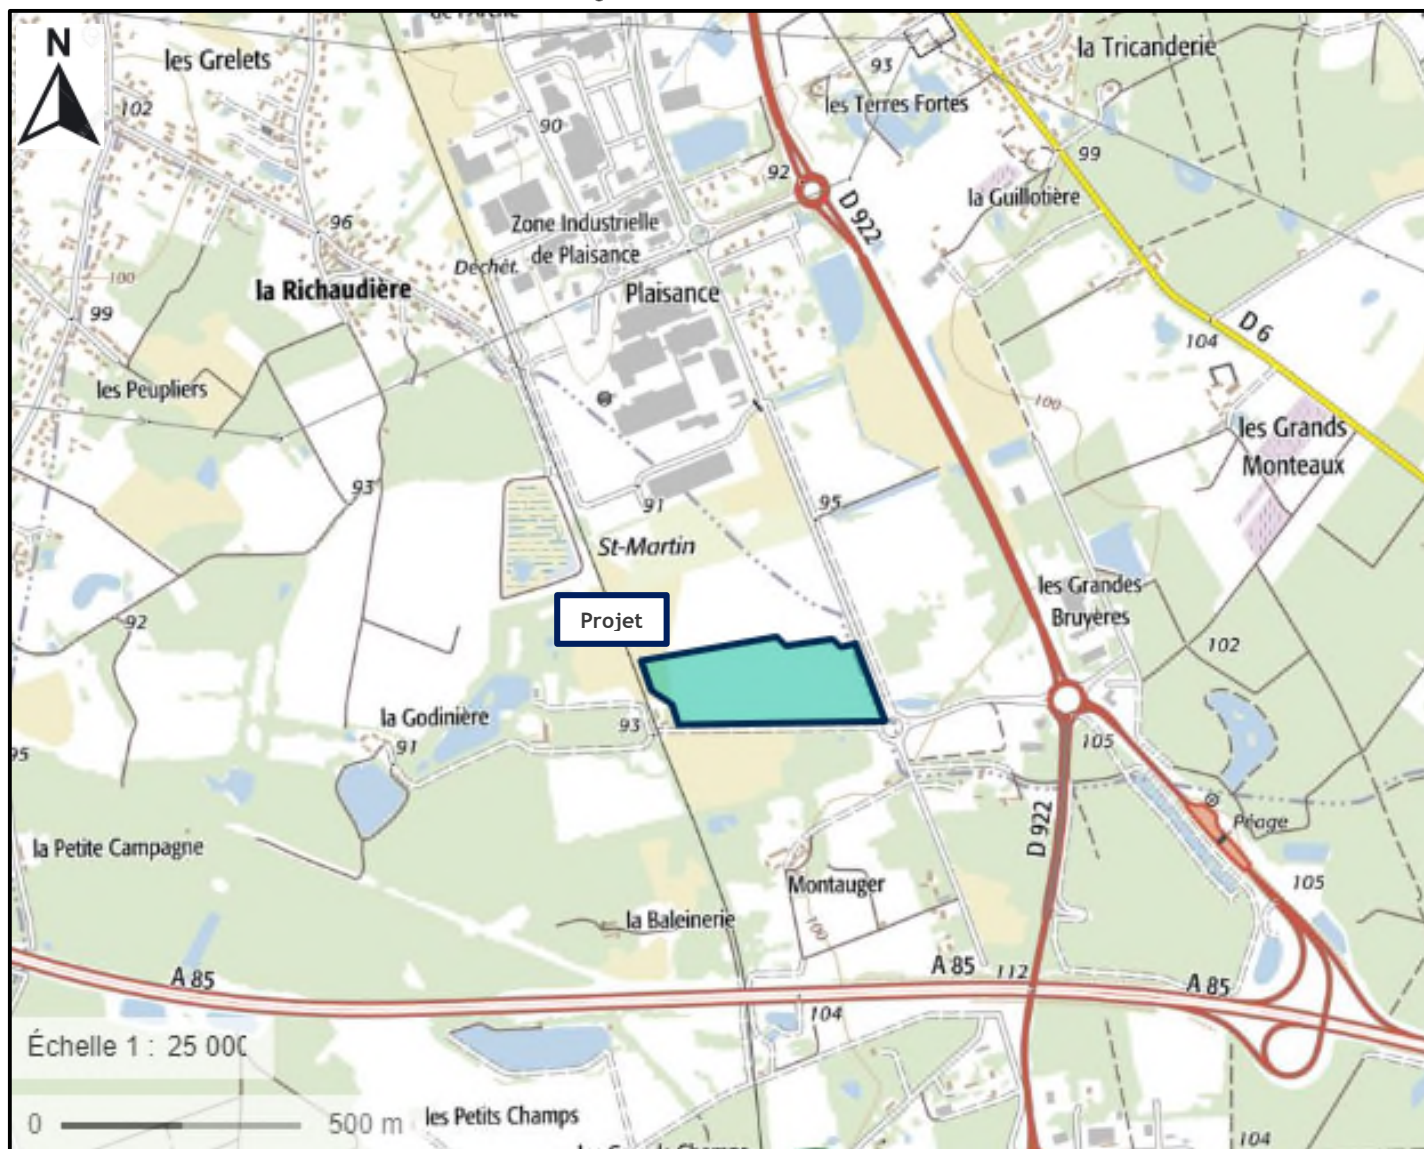 N
les Grelets
la Tricanderie
93
les Terres Fortes
102
90
99
92
la Guillotière
D 922
Zone Industrielle
de Plaisance
96
Déchèt.
100
la Richaudière
Plaisance
99
D 6
104
les Peupliers
100
les Grands
Monteaux
93
91
95
St-Martin
les Grandes
Bruyères
92
Projet
102
la Godinière
91
93
95
105
D 922
Péage
la Petite Campagne
Montauger
105
la Baleinerie
100
A 85
A 85
112
A 85
104
Échelle 1 : 25 000
0
500 m
les Petits Champs
104